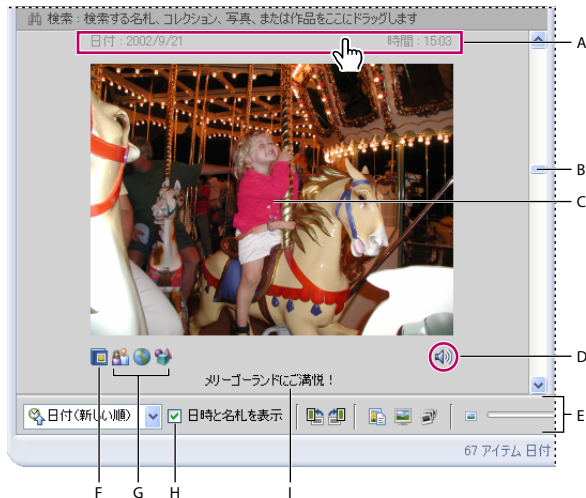 検索 : 検索する名札、コレクション、写真、または作品をここにドラッグします
日付 : 2002/9/21 時間 : 15:03
A
B
C
D
メリーゴーランドにご満悦！
日付（新しい順） 日時と名札を表示
E
67 アイテム 日付
F G H I